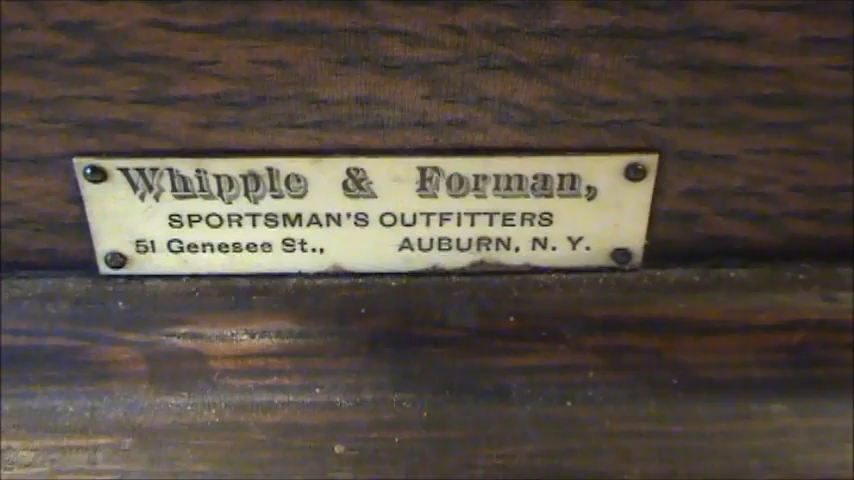 Whipple & Forman,
SPORTSMAN'S OUTFITTERS
51 Genesee St., AUBURN, N. Y.